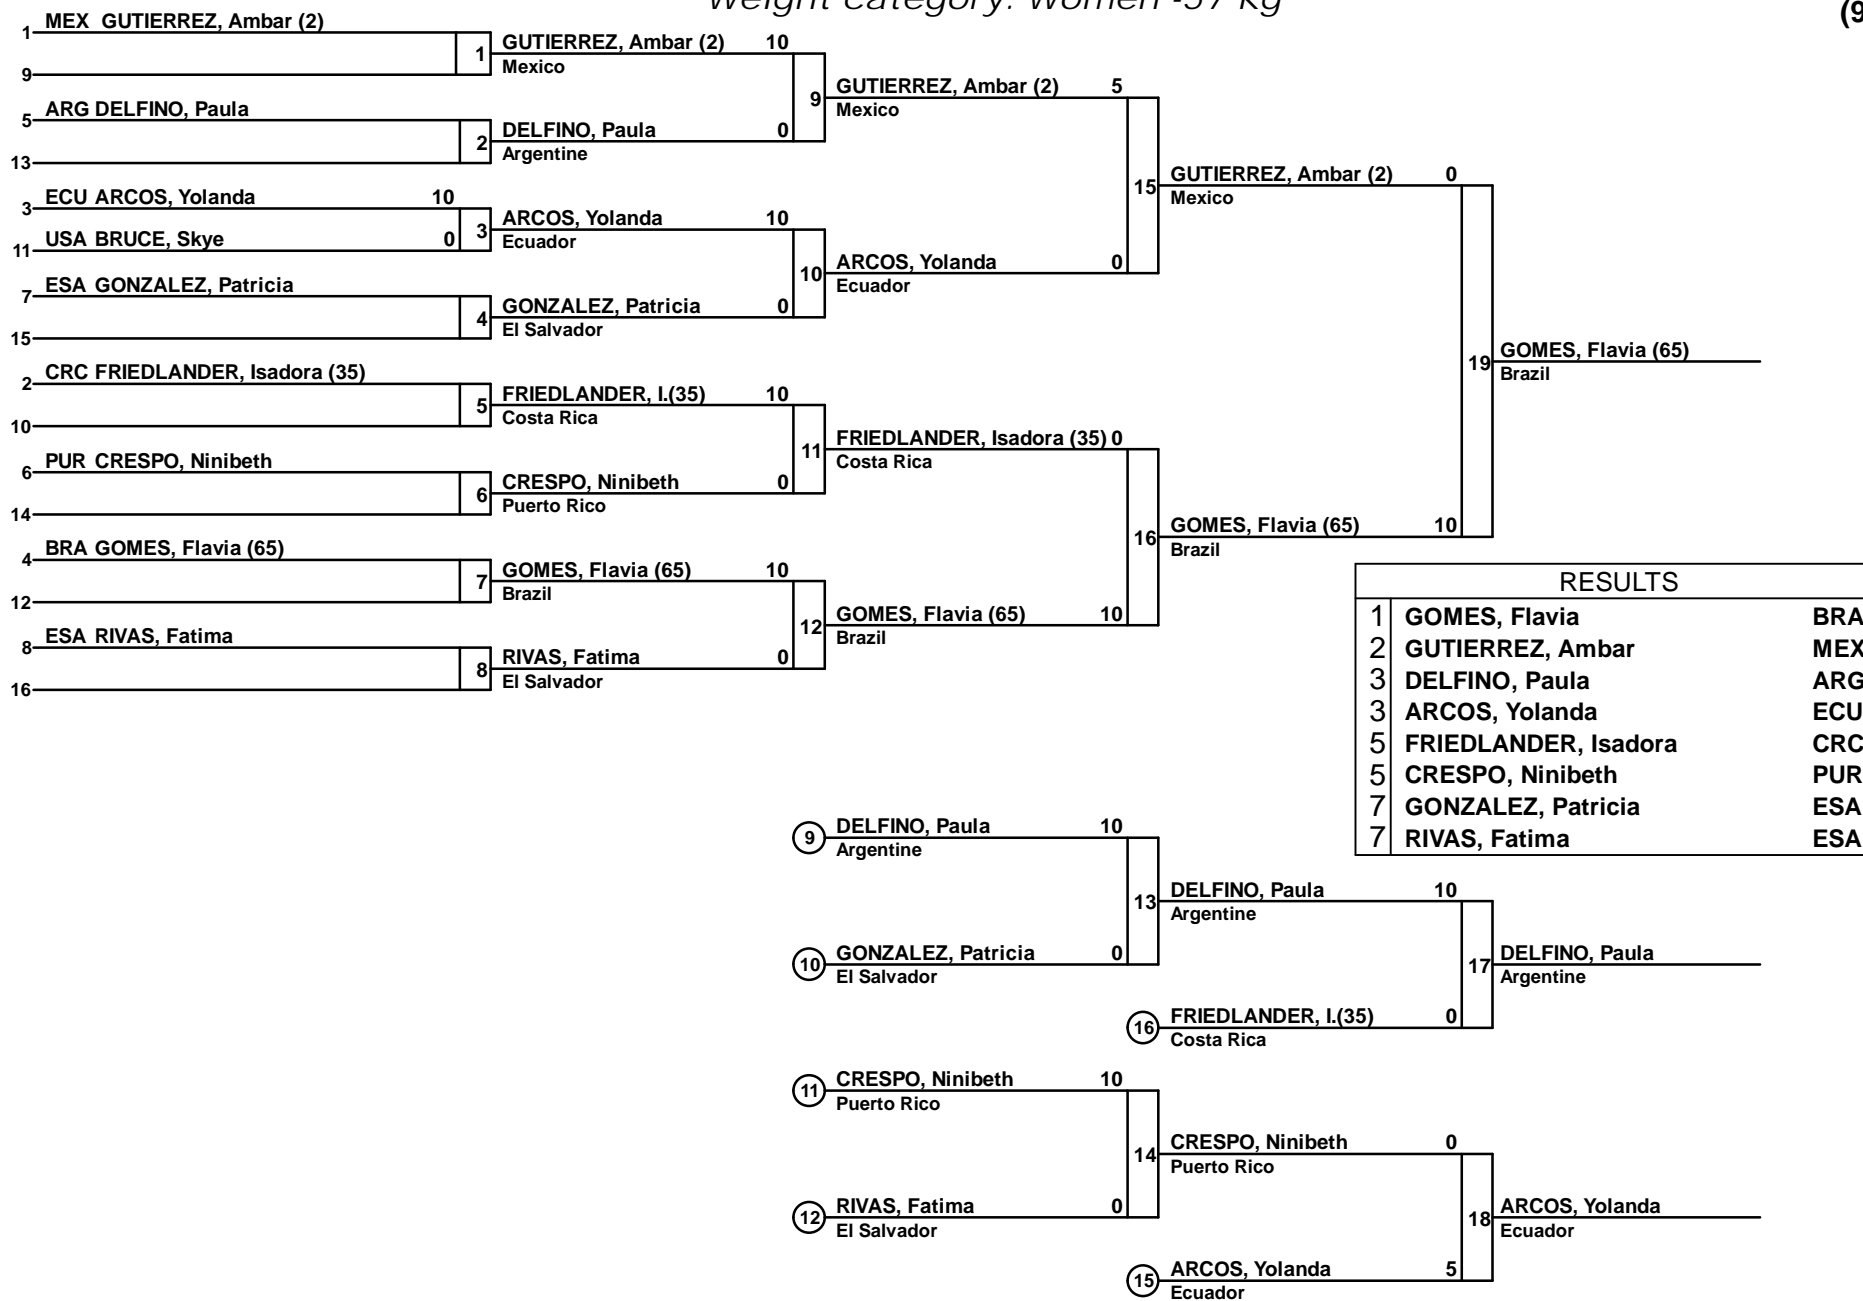 Weight category: Women -57 Kg
(9
1 MEX GUTIERREZ, Ambar (2)
9
1
5 ARG DELFINO, Paula
13
2
3 ECU ARCOS, Yolanda 10
11 USA BRUCE, Skye 0
3
7 ESA GONZALEZ, Patricia
15
4
2 CRC FRIEDLANDER, Isadora (35)
10
5
6 PUR CRESPO, Ninibeth
14
6
4 BRA GOMES, Flavia (65)
12
7
8 ESA RIVAS, Fatima
16
8
GUTIERREZ, Ambar (2) 10
Mexico
9
DELFINO, Paula 0
Argentine
ARCOS, Yolanda 10
Ecuador
10
GONZALEZ, Patricia 0
El Salvador
FRIEDLANDER, I.(35) 10
Costa Rica
11
CRESPO, Ninibeth 0
Puerto Rico
GOMES, Flavia (65) 10
Brazil
12
RIVAS, Fatima 0
El Salvador
GUTIERREZ, Ambar (2) 5
Mexico
15
ARCOS, Yolanda 0
Ecuador
FRIEDLANDER, Isadora (35) 0
Costa Rica
16
GOMES, Flavia (65) 10
Brazil
GUTIERREZ, Ambar (2) 0
Mexico
19
GOMES, Flavia (65) 10
Brazil
GOMES, Flavia (65)
Brazil
RESULTS
1 GOMES, Flavia BRA
2 GUTIERREZ, Ambar MEX
3 DELFINO, Paula ARG
3 ARCOS, Yolanda ECU
5 FRIEDLANDER, Isadora CRC
5 CRESPO, Ninibeth PUR
7 GONZALEZ, Patricia ESA
7 RIVAS, Fatima ESA
9 DELFINO, Paula 10
Argentine
13
10 GONZALEZ, Patricia 0
El Salvador
DELFINO, Paula 10
Argentine
17
16 FRIEDLANDER, I.(35) 0
Costa Rica
DELFINO, Paula
Argentine
11 CRESPO, Ninibeth 10
Puerto Rico
14
12 RIVAS, Fatima 0
El Salvador
CRESPO, Ninibeth 0
Puerto Rico
18
15 ARCOS, Yolanda 5
Ecuador
ARCOS, Yolanda
Ecuador